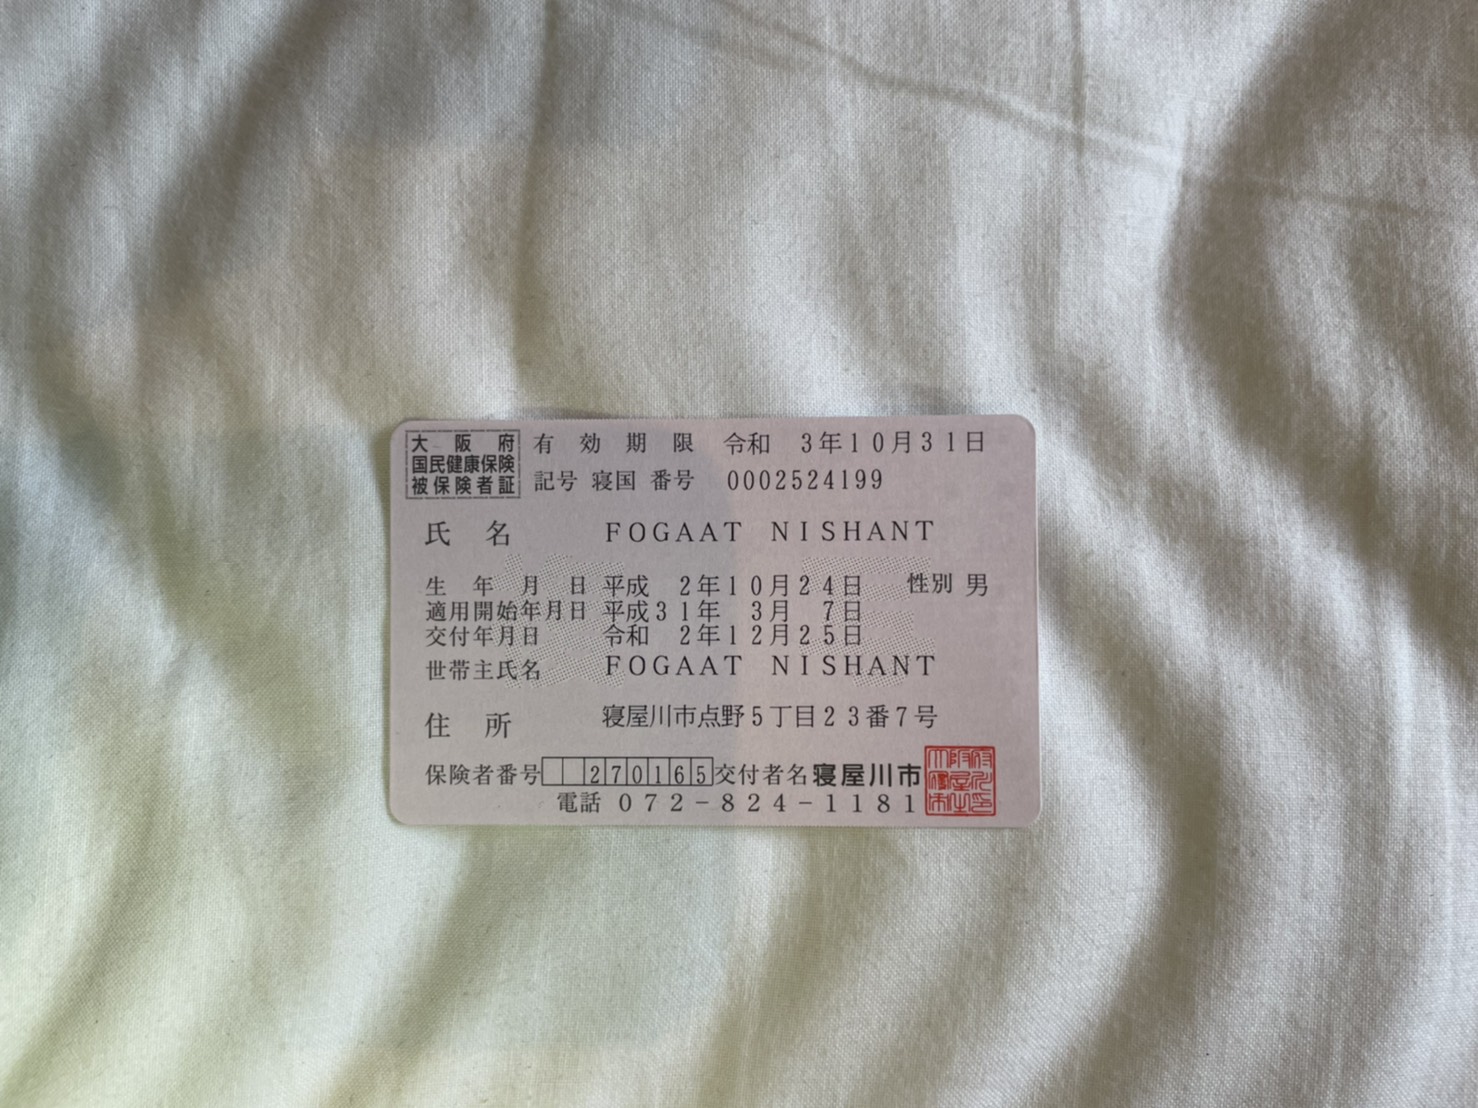 大阪府
国民健康保険
被保険者証
有効期限 令和 3年10月31日
記号 寝国 番号 0002524199
氏名 FOGAAT NISHANT
生年月日 平成 2年10月24日 性別 男
適用開始年月日 平成31年 3月 7日
交付年月日 令和 2年12月25日
世帯主氏名 FOGAAT NISHANT
住所 寝屋川市点野5丁目23番7号
保険者番号 270165 交付者名 寝屋川市
電話 072-824-1181